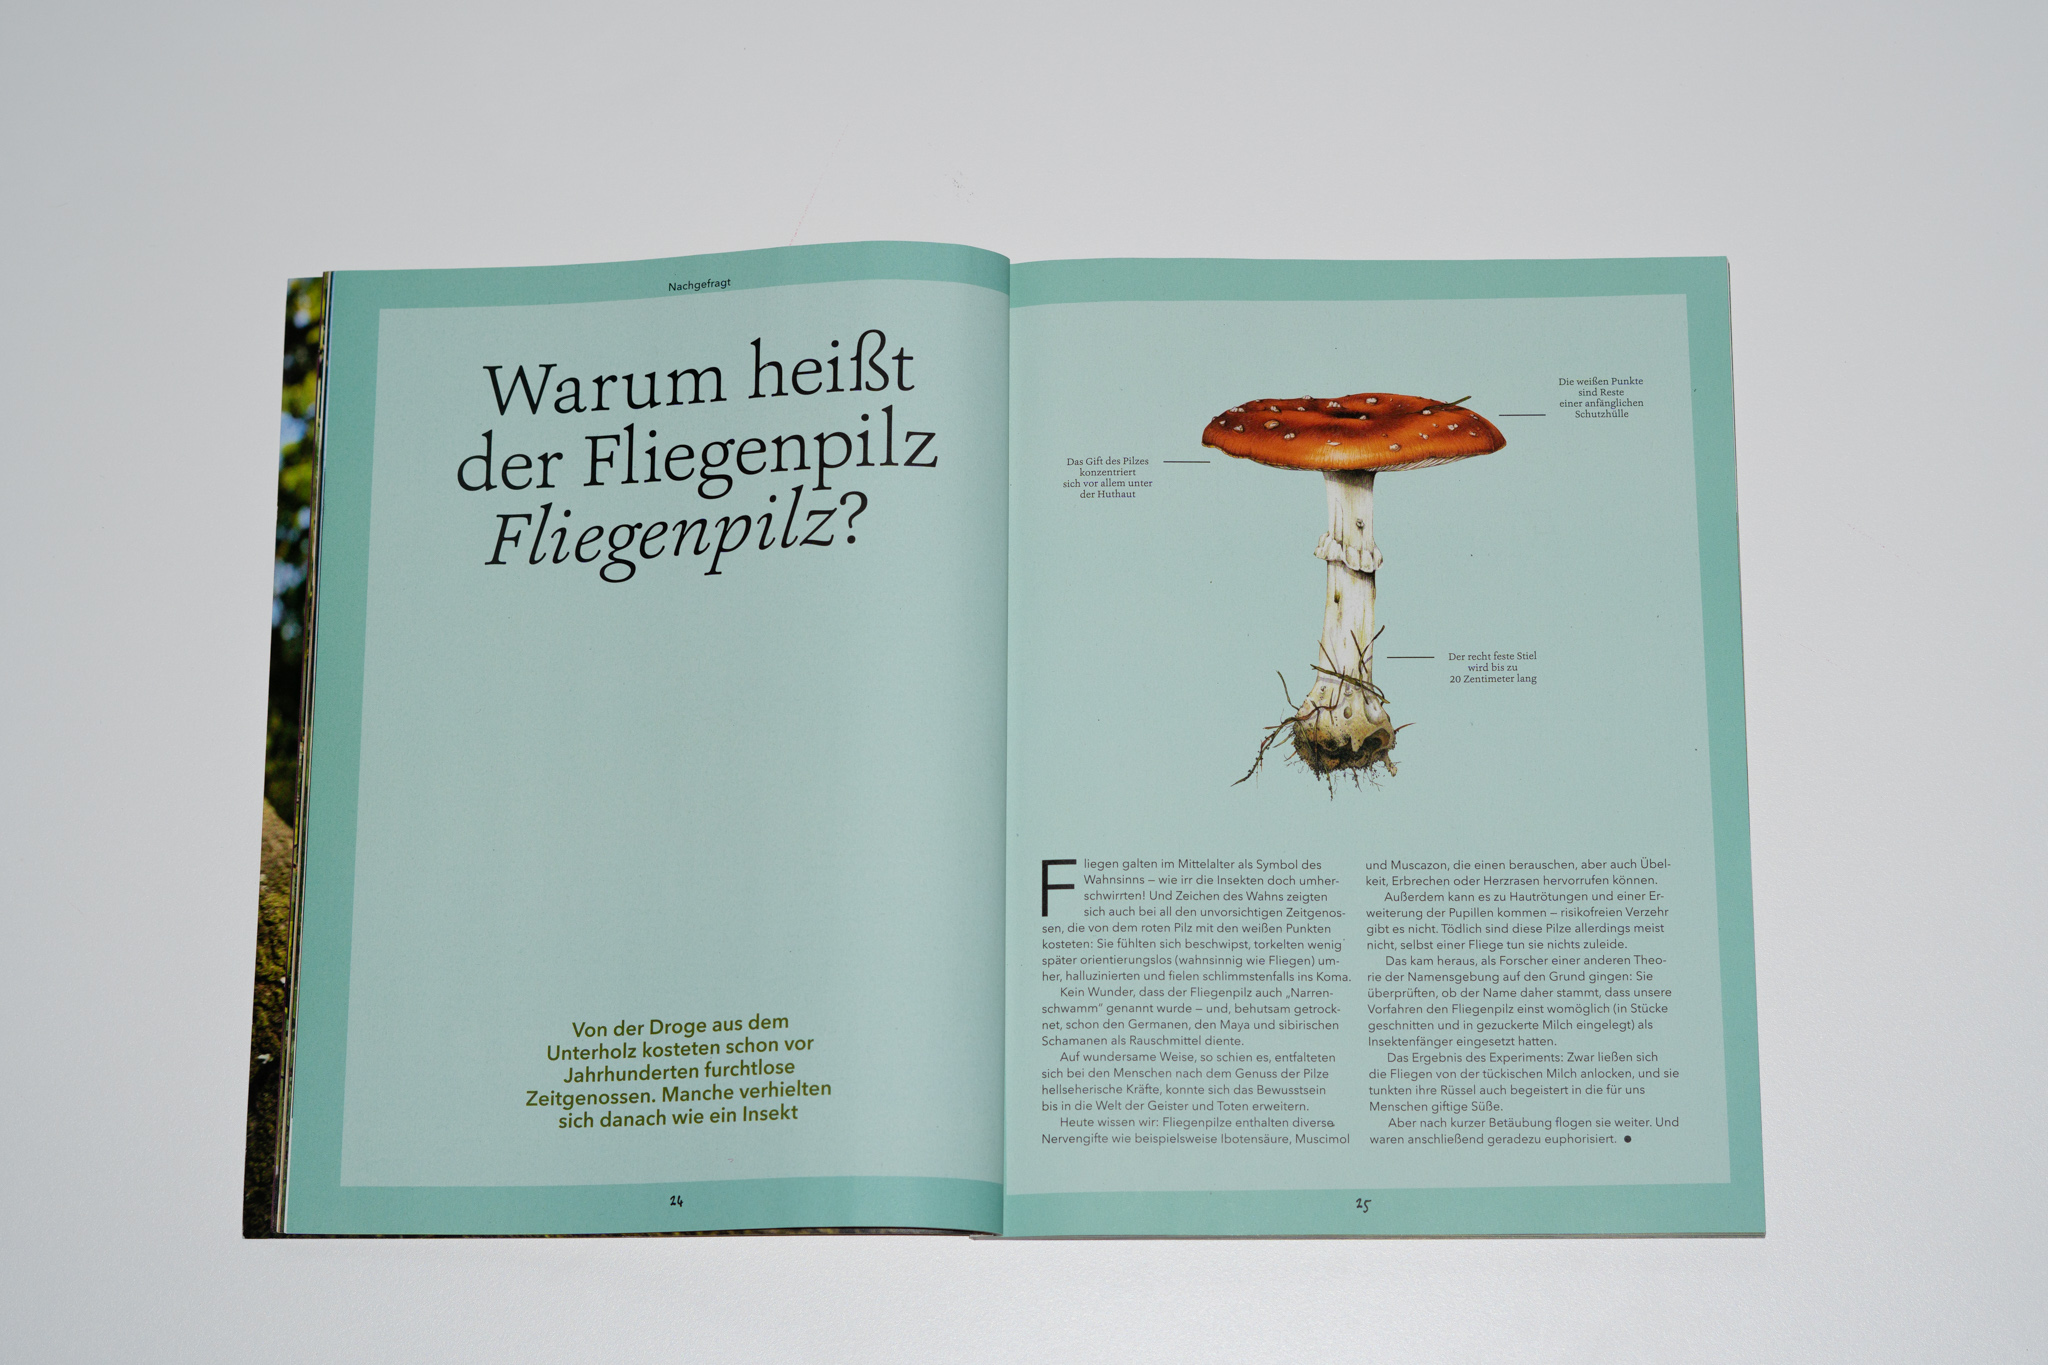 Nachgefragt
Warum heißt
der Fliegenpilz
Fliegenpilz?
Von der Droge aus dem
Unterholz kosteten schon vor
Jahrhunderten furchtlose
Zeitgenossen. Manche verhielten
sich danach wie ein Insekt
24
Die weißen Punkte
sind Reste
einer anfänglichen
Schutzhülle
Das Gift des Pilzes
konzentriert
sich vor allem unter
der Huthaut
Der recht feste Stiel
wird bis zu
20 Zentimeter lang
Fliegen galten im Mittelalter als Symbol des
Wahnsinns – wie irr die Insekten doch umher-
schwirrten! Und Zeichen des Wahns zeigten
sich auch bei all den unvorsichtigen Zeitgenos-
sen, die von dem roten Pilz mit den weißen Punkten
kosteten: Sie fühlten sich beschwipst, torkelten wenig
später orientierungslos (wahnsinnig wie Fliegen) um-
her, halluzinierten und fielen schlimmstenfalls ins Koma.
Kein Wunder, dass der Fliegenpilz auch „Narren-
schwamm“ genannt wurde – und, behutsam getrock-
net, schon den Germanen, den Maya und sibirischen
Schamanen als Rauschmittel diente.
Auf wundersame Weise, so schien es, entfalteten
sich bei den Menschen nach dem Genuss der Pilze
hellseherische Kräfte, konnte sich das Bewusstsein
bis in die Welt der Geister und Toten erweitern.
Heute wissen wir: Fliegenpilze enthalten diverse
Nervengifte wie beispielsweise Ibotensäure, Muscimol
und Muscazon, die einen berauschen, aber auch Übel-
keit, Erbrechen oder Herzrasen hervorrufen können.
Außerdem kann es zu Hautrötungen und einer Er-
weiterung der Pupillen kommen – risikofreien Verzehr
gibt es nicht. Tödlich sind diese Pilze allerdings meist
nicht, selbst einer Fliege tun sie nichts zuleide.
Das kam heraus, als Forscher einer anderen Theo-
rie der Namensgebung auf den Grund gingen: Sie
überprüften, ob der Name daher stammt, dass unsere
Vorfahren den Fliegenpilz einst womöglich (in Stücke
geschnitten und in gezuckerte Milch eingelegt) als
Insektenfänger eingesetzt hatten.
Das Ergebnis des Experiments: Zwar ließen sich
die Fliegen von der tückischen Milch anlocken, und sie
tunkten ihre Rüssel auch begeistert in die für uns
Menschen giftige Süße.
Aber nach kurzer Betäubung flogen sie weiter. Und
waren anschließend geradezu euphorisiert. ●
25